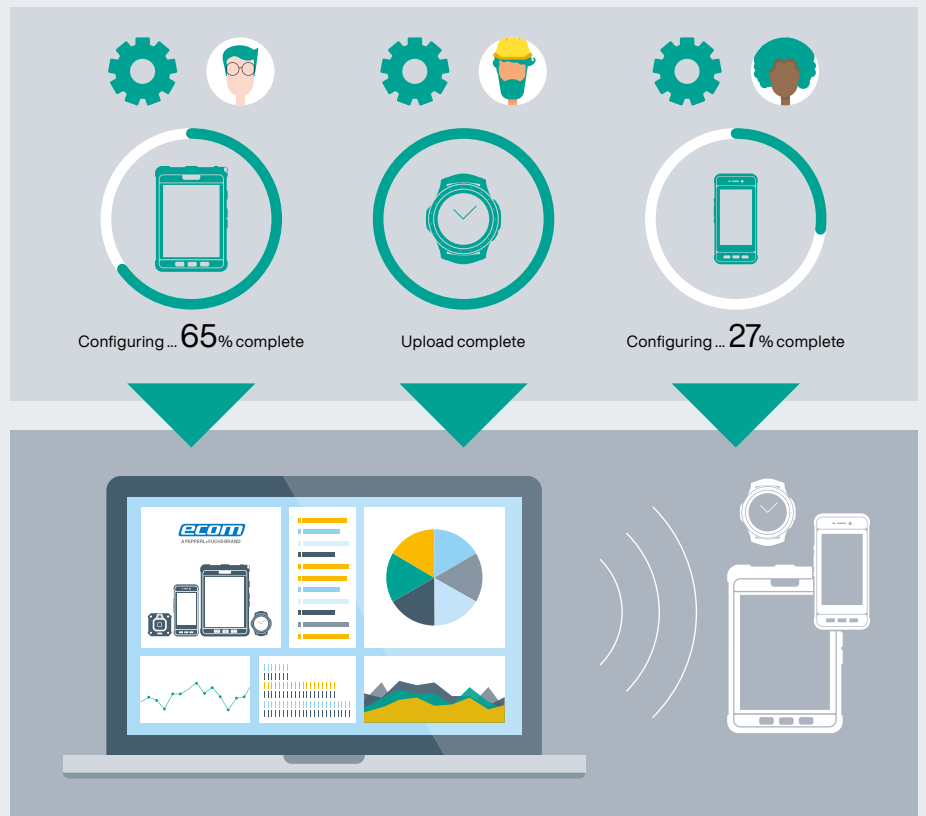 Configuring ... 65% complete
Upload complete
Configuring ... 27% complete
ecom
A PEPPERL+FUCHS BRAND